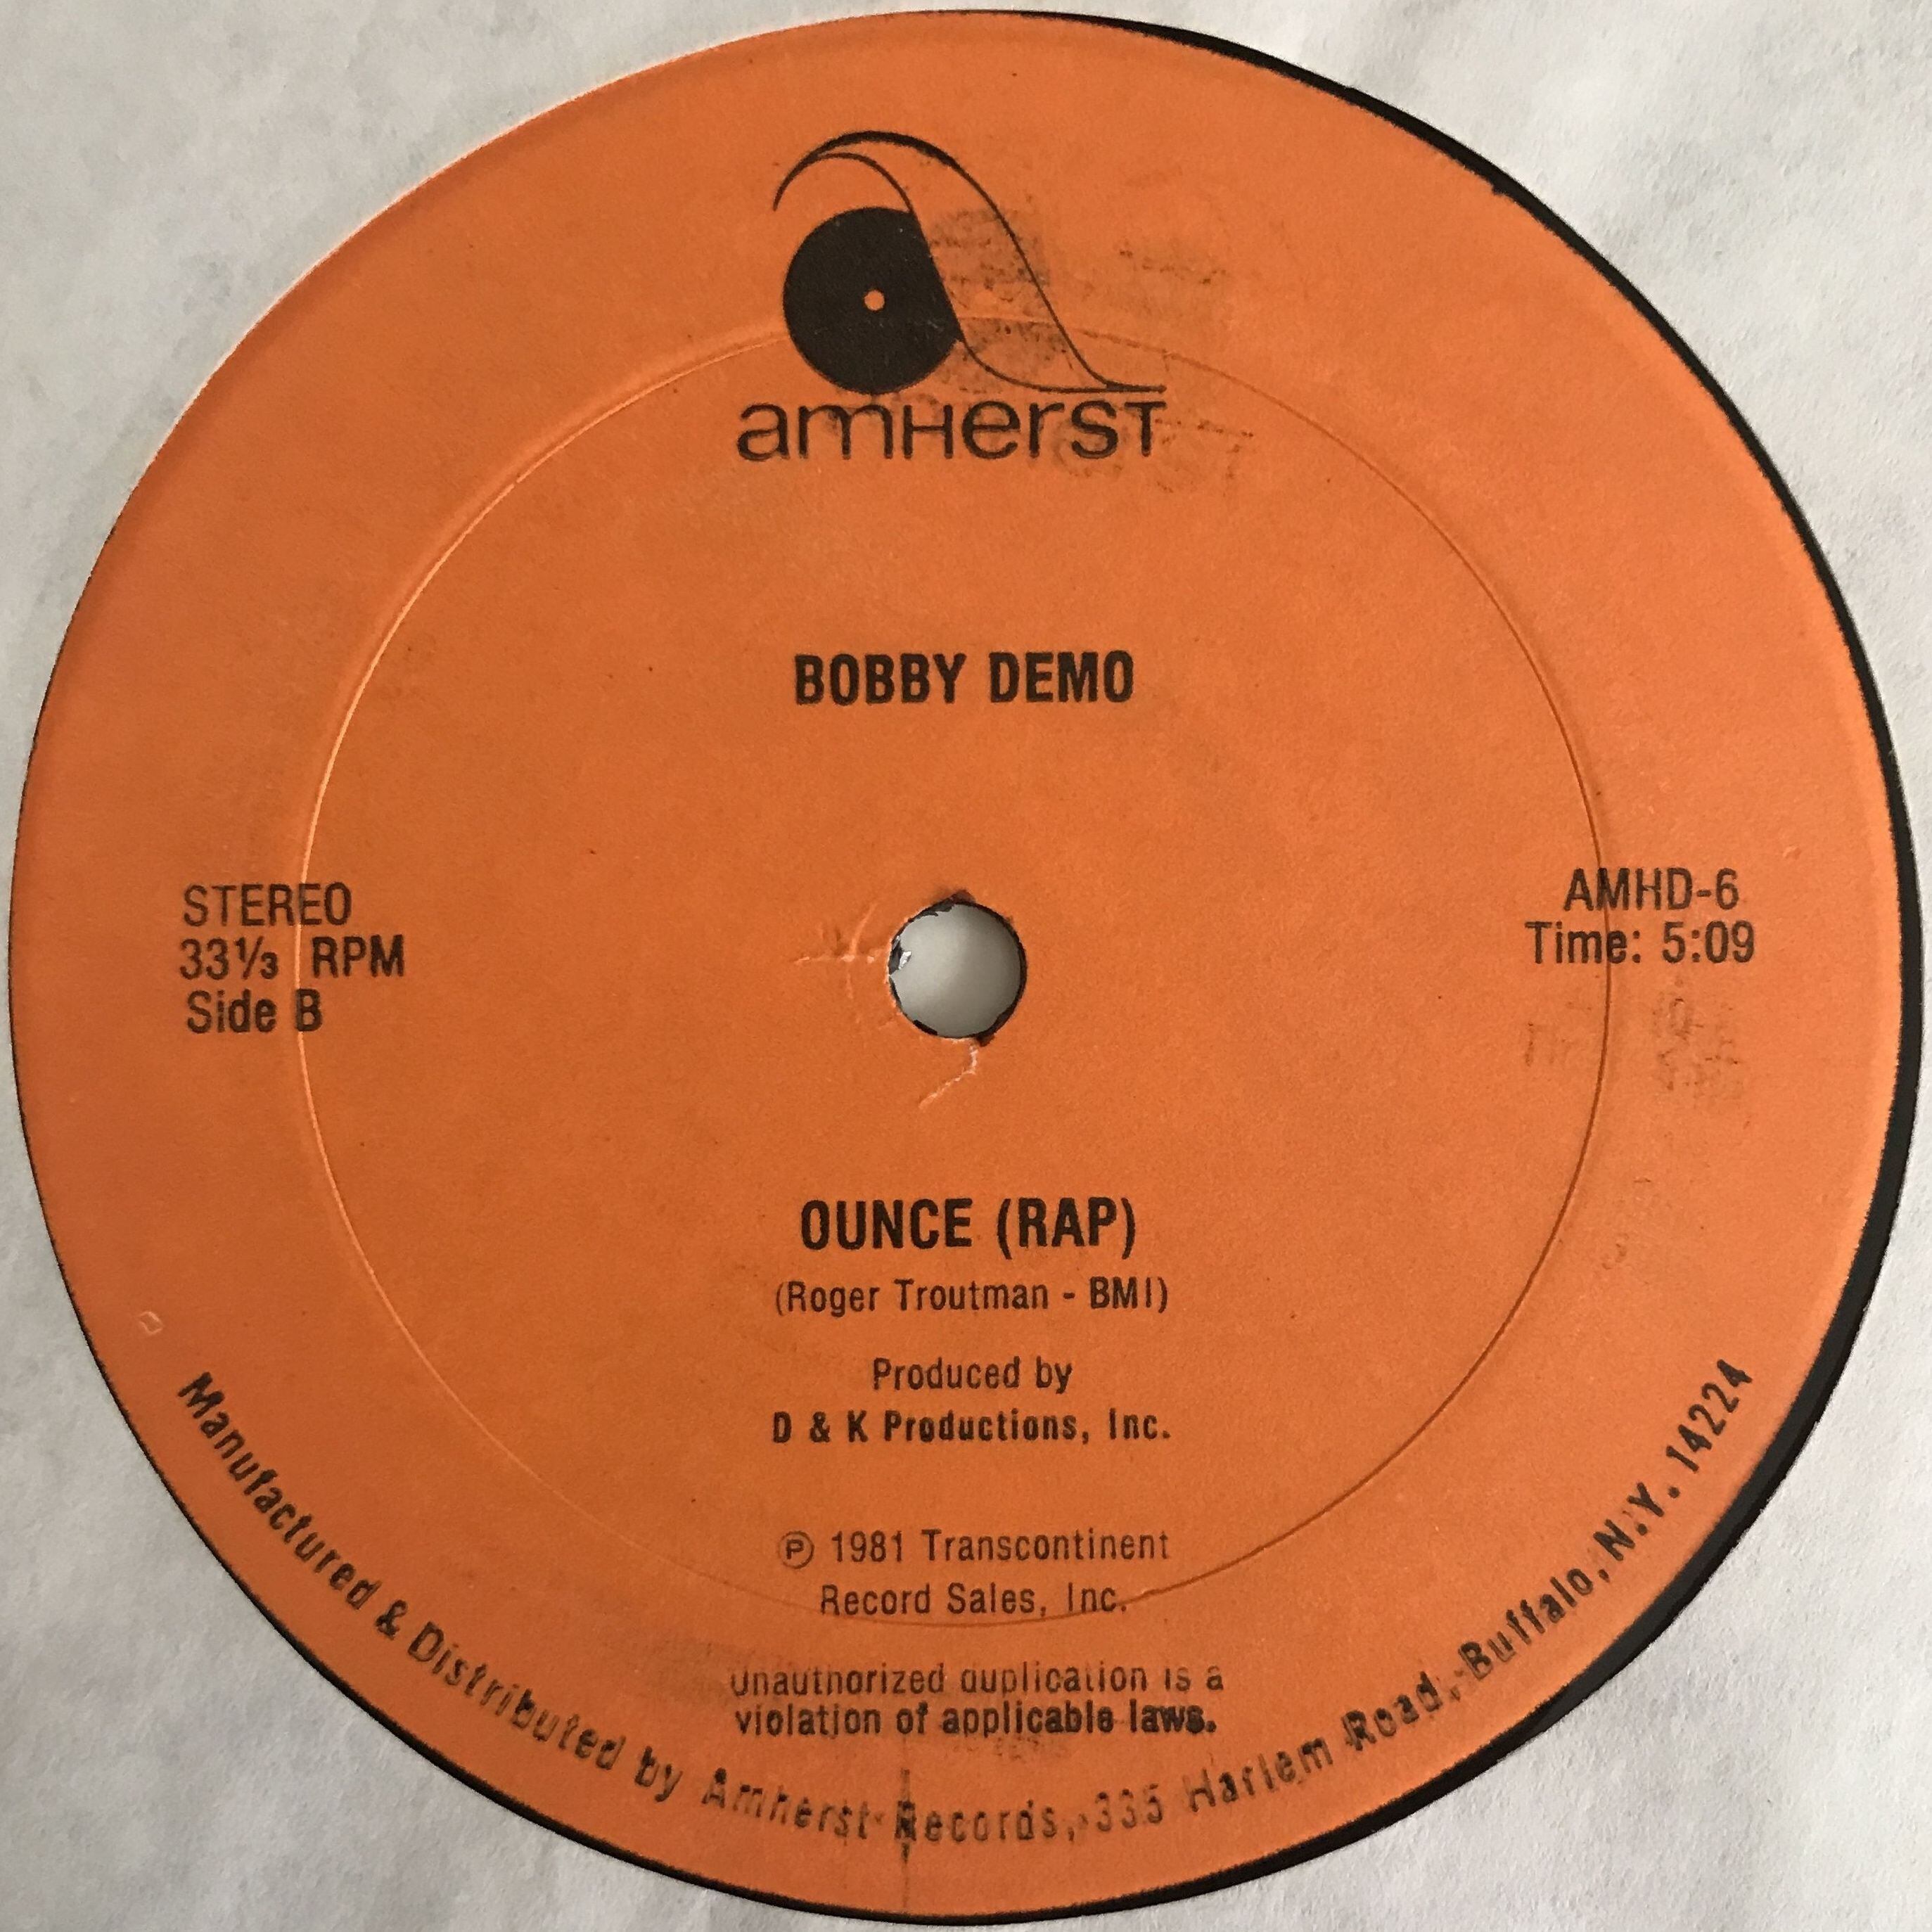 amHersT
BOBBY DEMO
STEREO
33⅓ RPM
Side B
AMHD-6
Time: 5:09
OUNCE (RAP)
(Roger Troutman - BMI)
Produced by
D & K Productions, Inc.
℗ 1981 Transcontinent
Record Sales, Inc.
Unauthorized duplication is a
violation of applicable laws.
Manufactured & Distributed by Amherst Records, 335 Harlem Road, Buffalo, N.Y. 14224